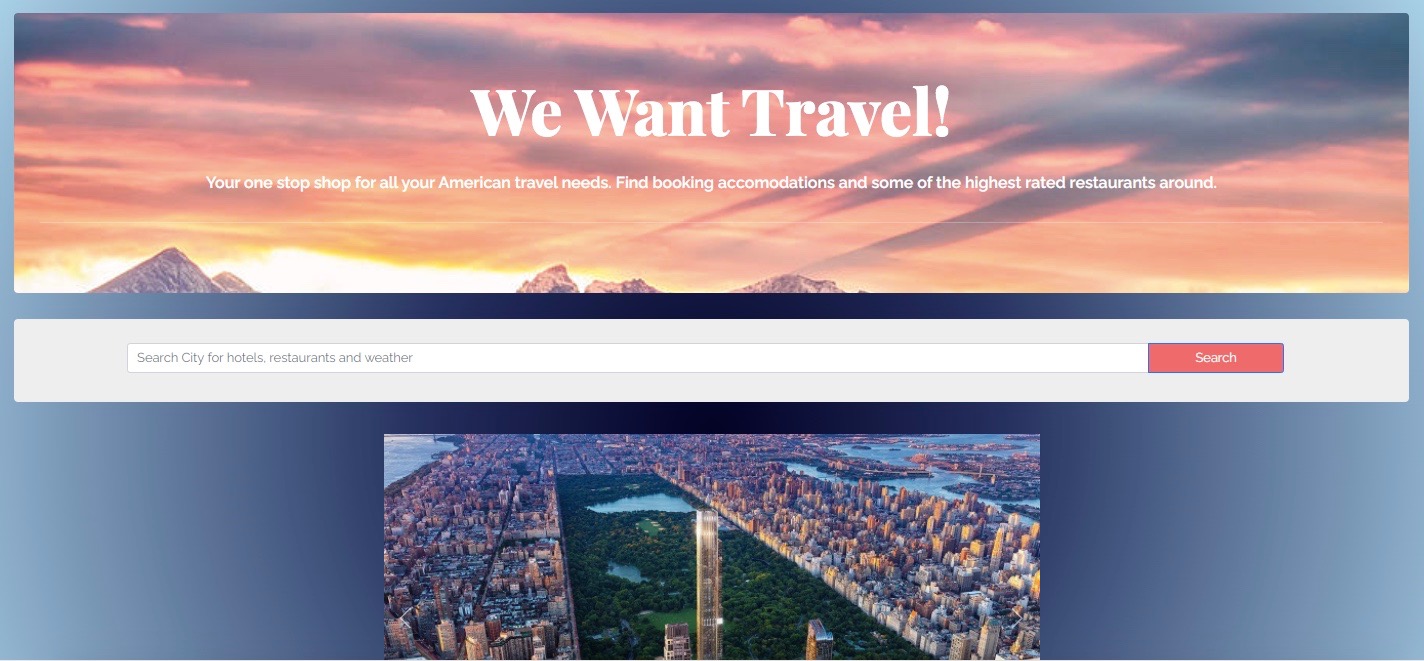 We Want Travel!
Your one stop shop for all your American travel needs. Find booking accomodations and some of the highest rated restaurants around.
Search City for hotels, restaurants and weather
Search